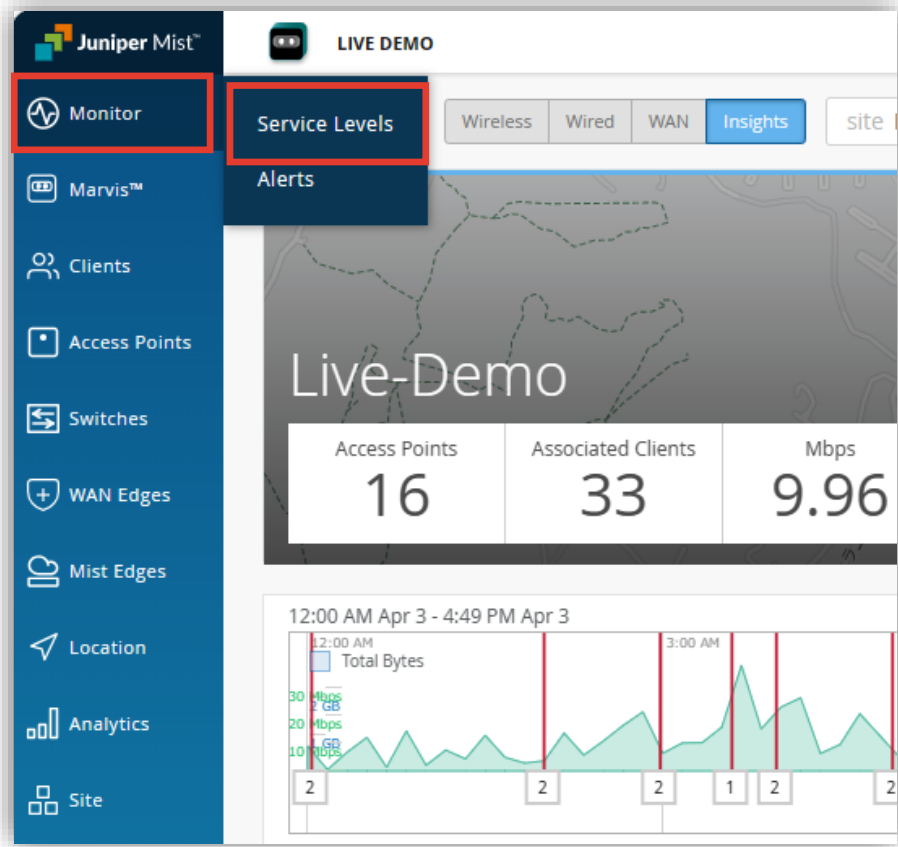 Juniper Mist™
LIVE DEMO
Monitor
Service Levels
Wireless
Wired
WAN
Insights
site
Marvis™
Alerts
Clients
Access Points
Switches
WAN Edges
Mist Edges
Location
Analytics
Site
Live-Demo
Access Points
Associated Clients
Mbps
16
33
9.96
12:00 AM Apr 3 - 4:49 PM Apr 3
12:00 AM
3:00 AM
Total Bytes
30 Mbps
2 GB
20 Mbps
1 GB
10 Mbps
2
2
2
1
2
2